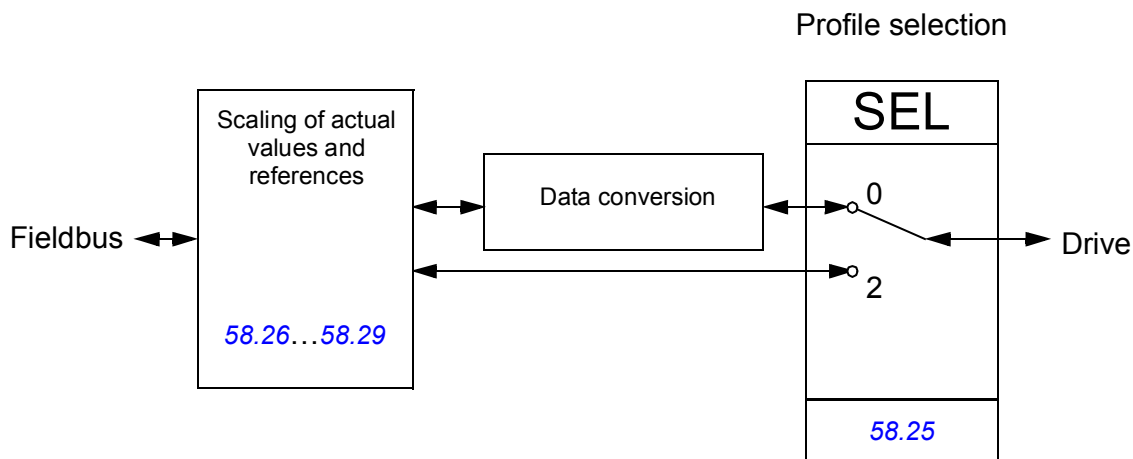 Profile selection
SEL
Scaling of actual
values and
references
Data conversion
0
Fieldbus
Drive
2
58.26…58.29
58.25